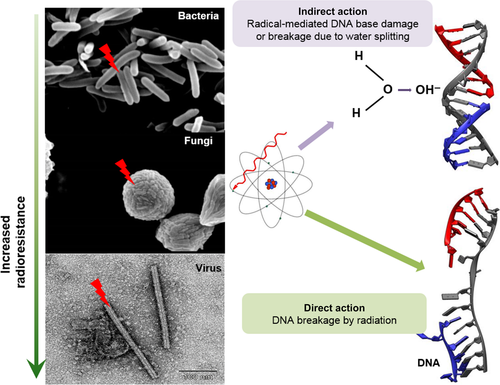 Bacteria
Fungi
Virus
Increased
radioresistance
Indirect action
Radical-mediated DNA base damage
or breakage due to water splitting
H
O
OH–
H
Direct action
DNA breakage by radiation
DNA